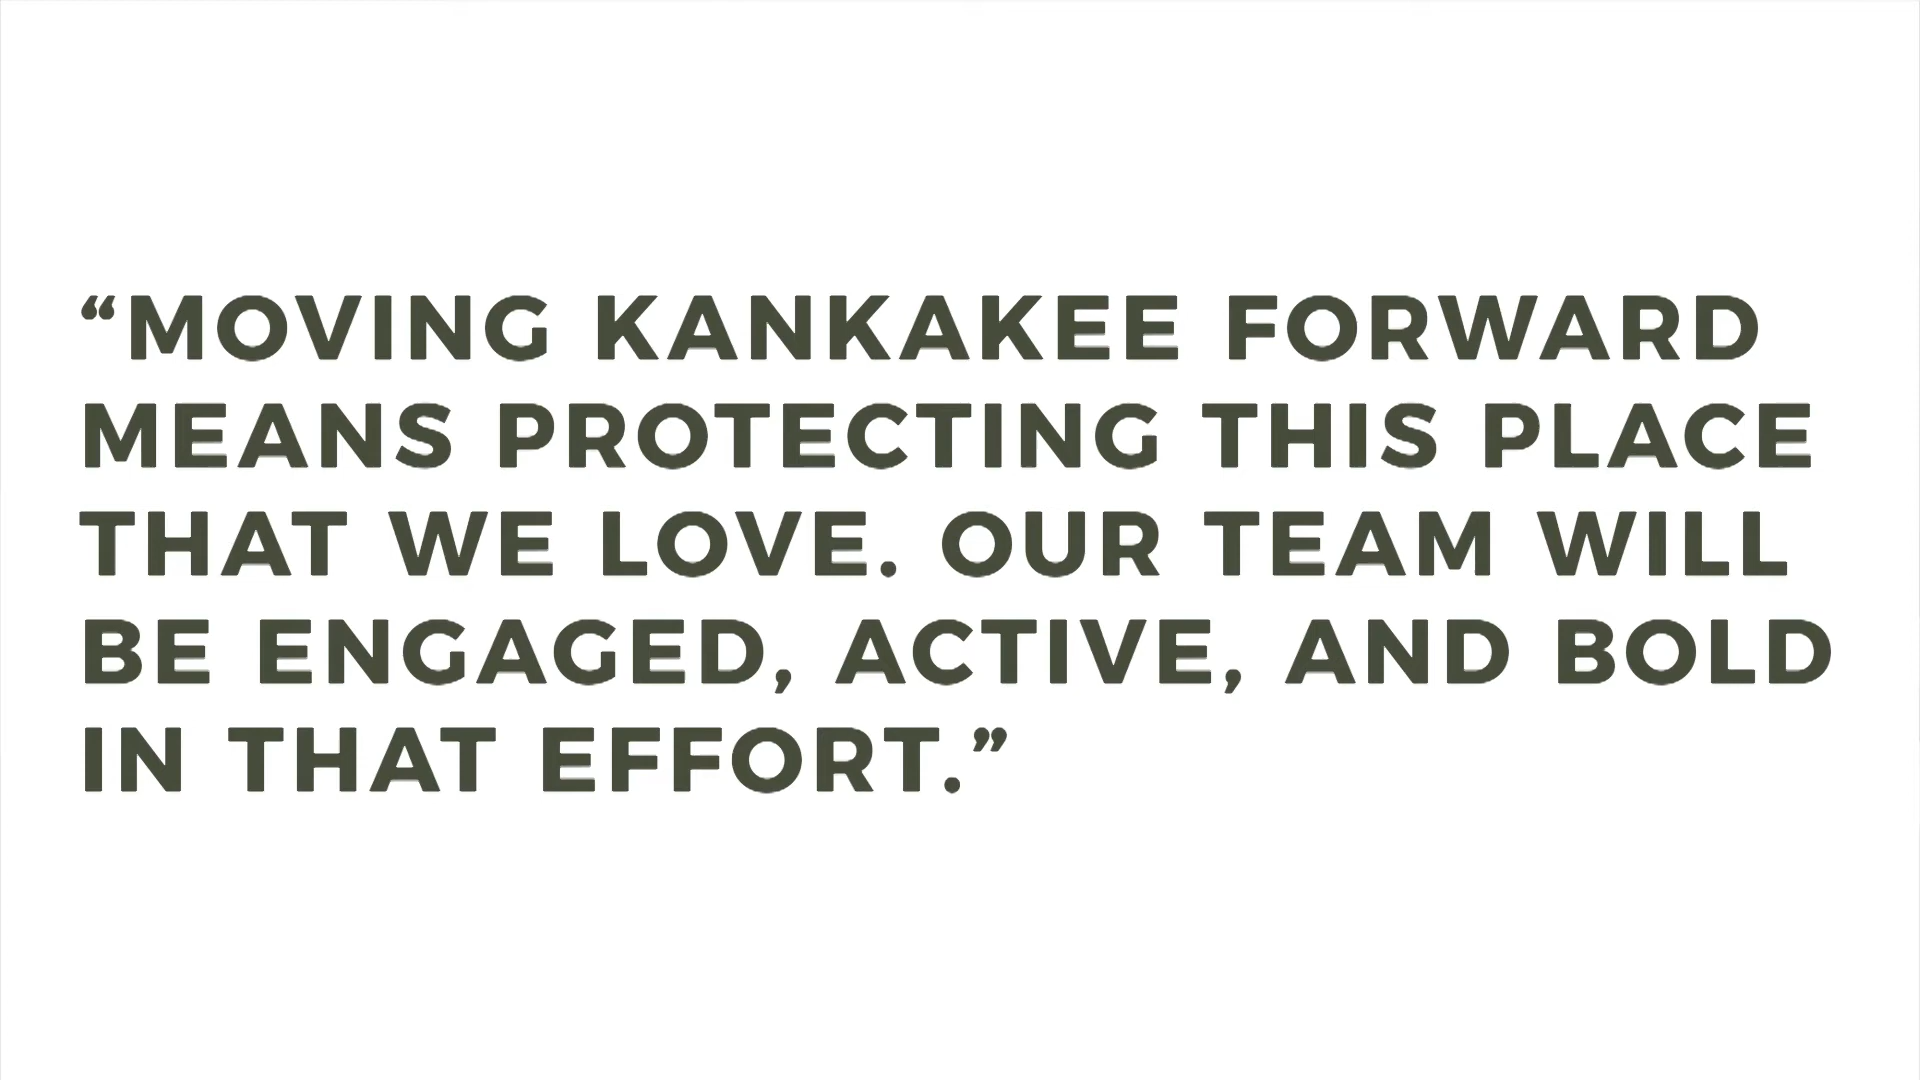 “MOVING KANKAKEE FORWARD
MEANS PROTECTING THIS PLACE
THAT WE LOVE. OUR TEAM WILL
BE ENGAGED, ACTIVE, AND BOLD
IN THAT EFFORT.”